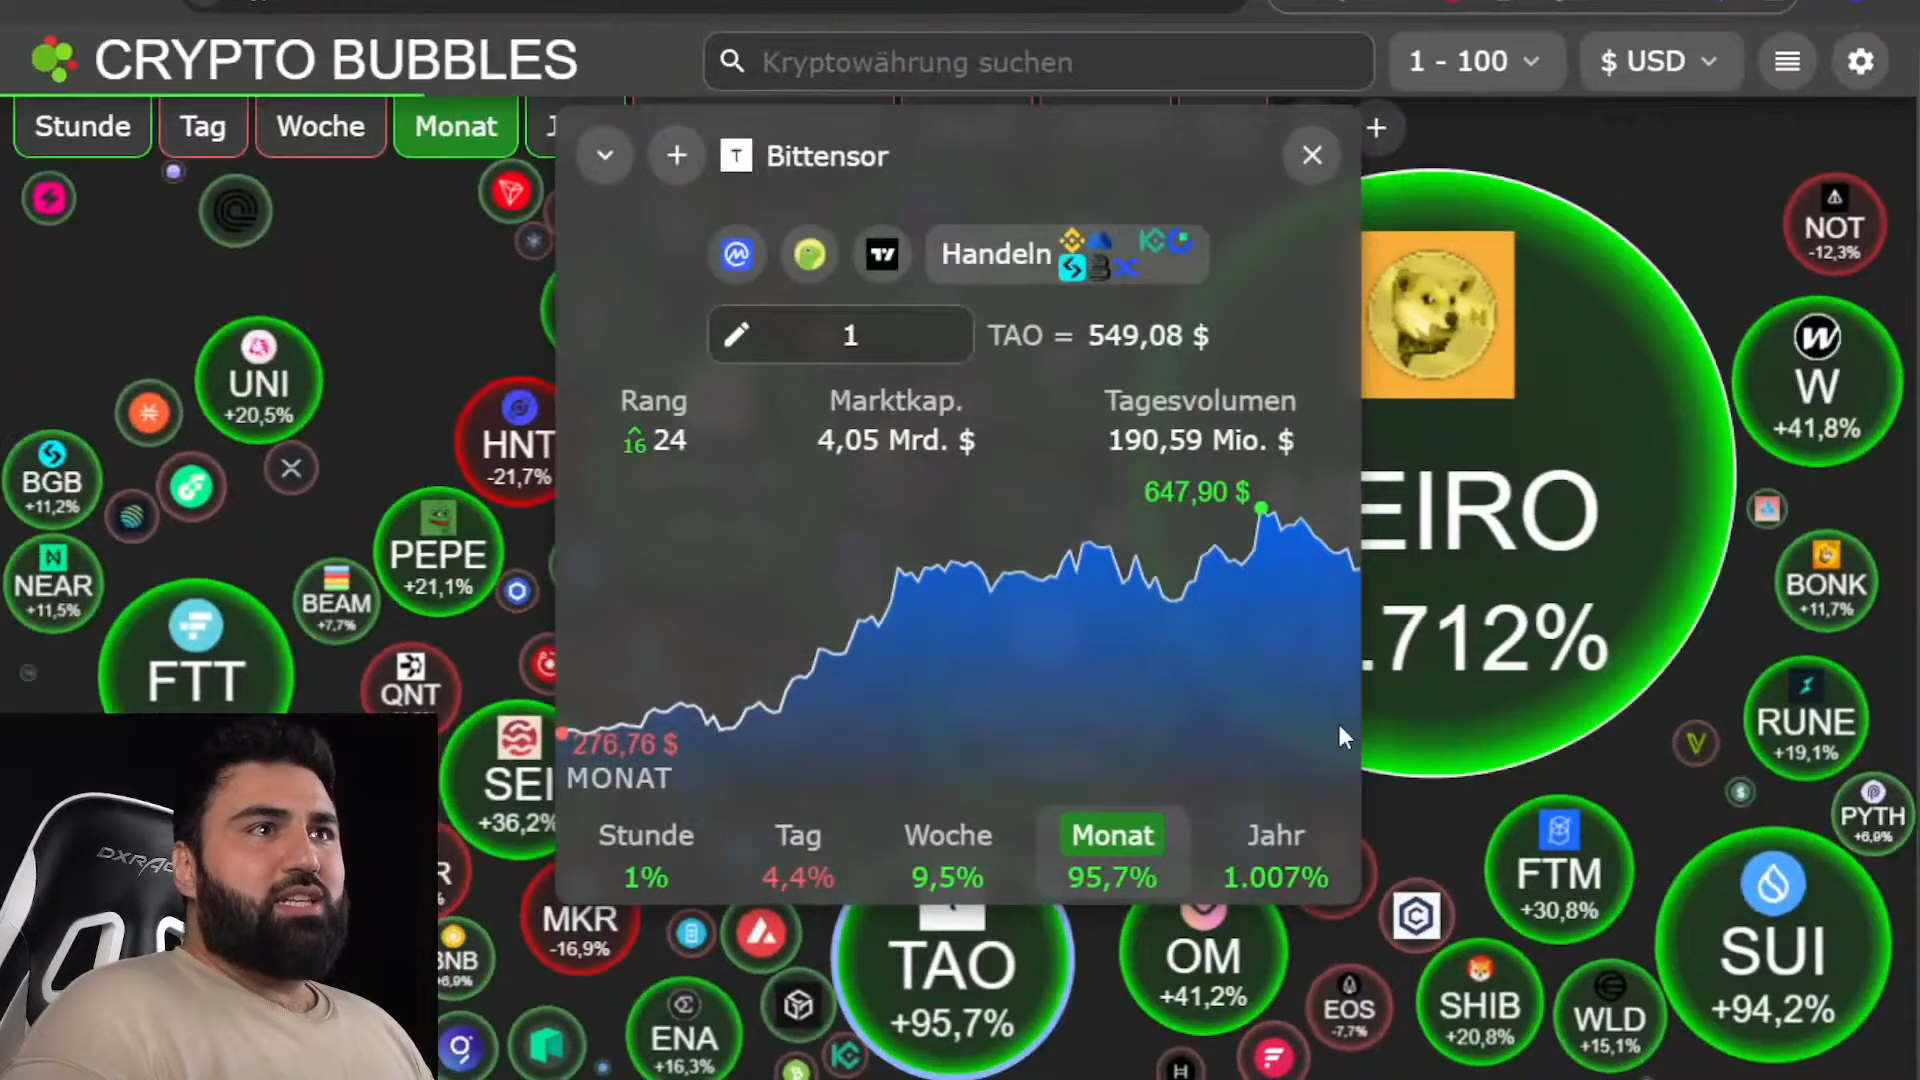 CRYPTO BUBBLES
Kryptowährung suchen
1 - 100
$ USD
Stunde
Tag
Woche
Monat
Bittensor
Handeln
1
TAO = 549,08 $
Rang
16 24
Marktkap.
4,05 Mrd. $
Tagesvolumen
190,59 Mio. $
647,90 $
276,76 $
MONAT
Stunde
1%
Tag
4,4%
Woche
9,5%
Monat
95,7%
Jahr
1.007%
UNI
+20,5%
HNT
-21,7%
BGB
+11,2%
PEPE
+21,1%
NEAR
+11,5%
BEAM
+7,7%
FTT
QNT
SEI
+36,2%
MKR
-16,9%
TAO
+95,7%
OM
+41,2%
ENA
+16,3%
EIRO
.712%
NOT
-12,3%
W
+41,8%
BONK
+11,7%
RUNE
+19,1%
PYTH
+6,9%
FTM
+30,8%
SUI
+94,2%
EOS
-7,7%
SHIB
+20,8%
WLD
+15,1%